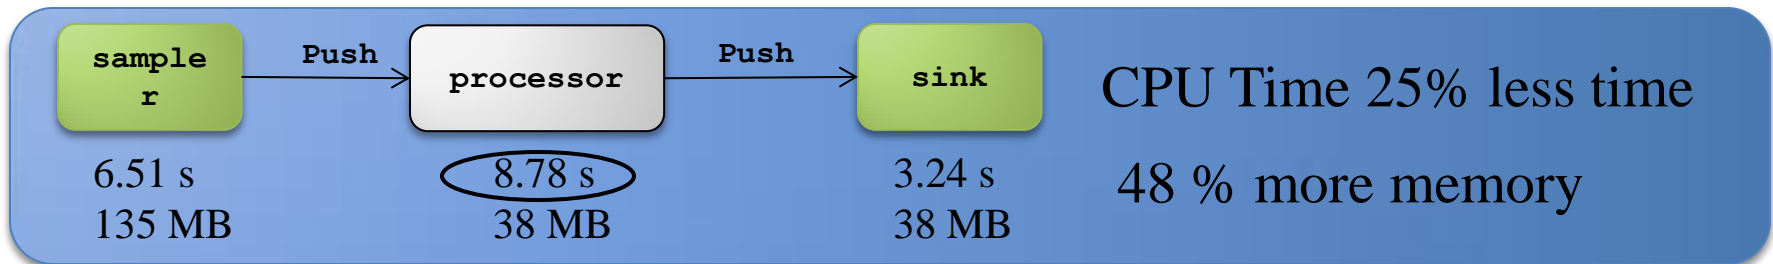 sample
r
Push
processor
Push
sink
CPU Time 25% less time
6.51 s
135 MB
8.78 s
38 MB
3.24 s
38 MB
48 % more memory